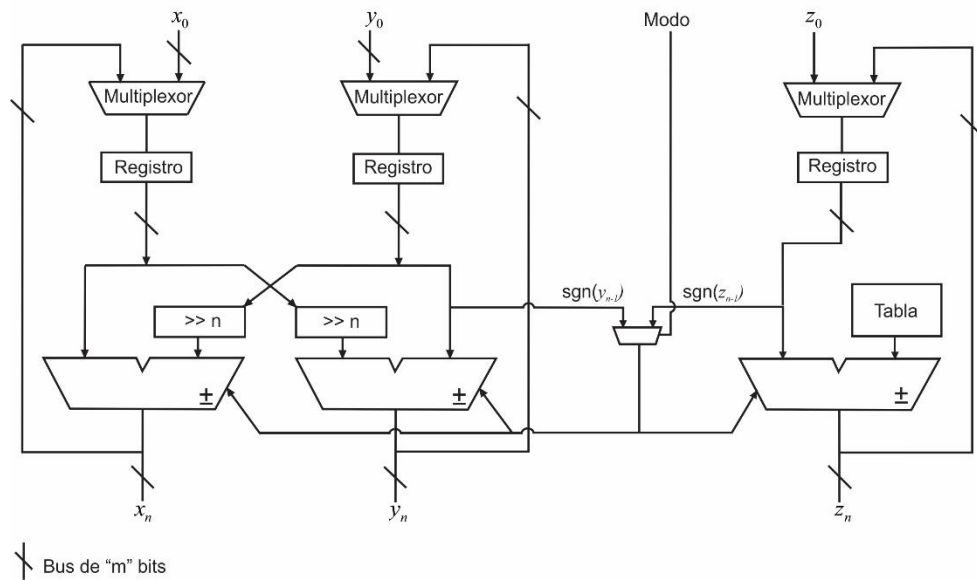 x₀
y₀
Modo
z₀
Multiplexor
Multiplexor
Multiplexor
Registro
Registro
Registro
sgn(yₙ₋₁)
sgn(zₙ₋₁)
>> n
>> n
Tabla
±
±
±
xₙ
yₙ
zₙ
Bus de "m" bits